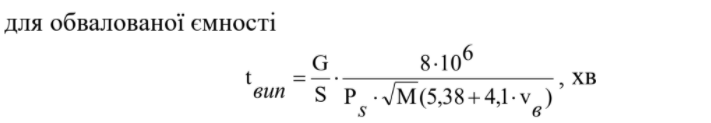 для обвалованої ємності
t_вип = G/S · 8·10^6 / (P_s · √M(5,38 + 4,1·v_в)), хв